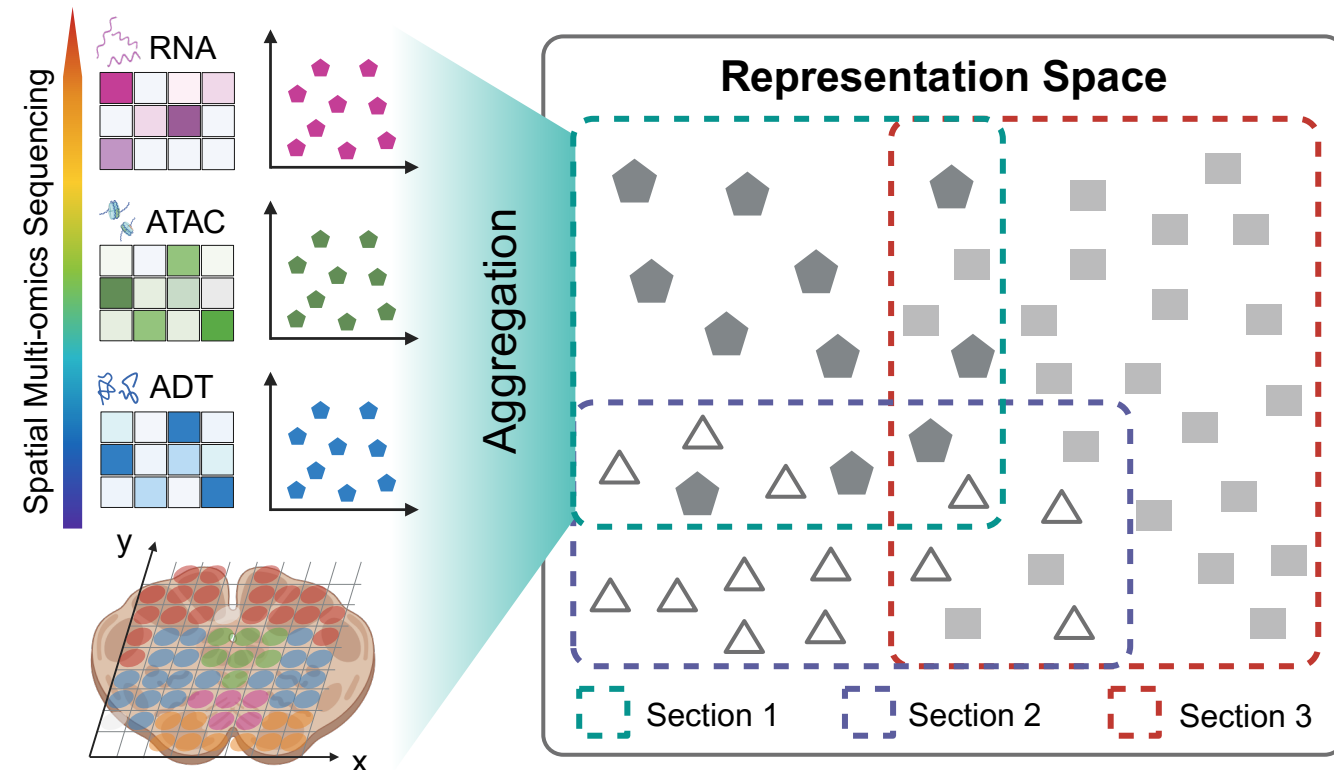 Spatial Multi-omics Sequencing
RNA
ATAC
ADT
y
x
Aggregation
Representation Space
Section 1
Section 2
Section 3